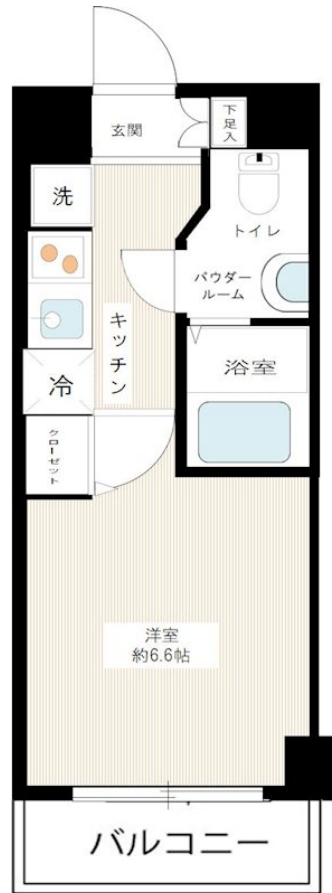 玄関
下足入
洗
トイレ
パウダー
ルーム
キッチン
浴室
冷
クローゼット
洋室
約6.6帖
バルコニー